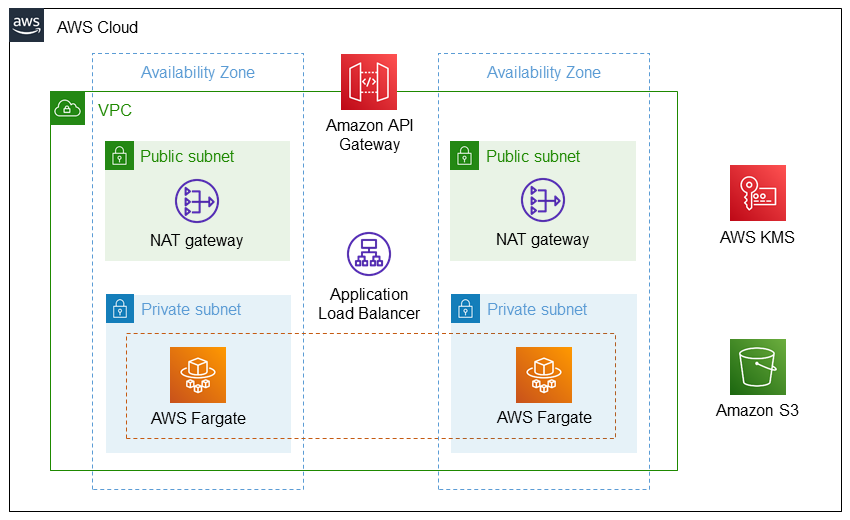 aws
AWS Cloud
Availability Zone
Availability Zone
VPC
Amazon API
Gateway
Public subnet
Public subnet
NAT gateway
NAT gateway
AWS KMS
Application
Load Balancer
Private subnet
Private subnet
AWS Fargate
AWS Fargate
Amazon S3